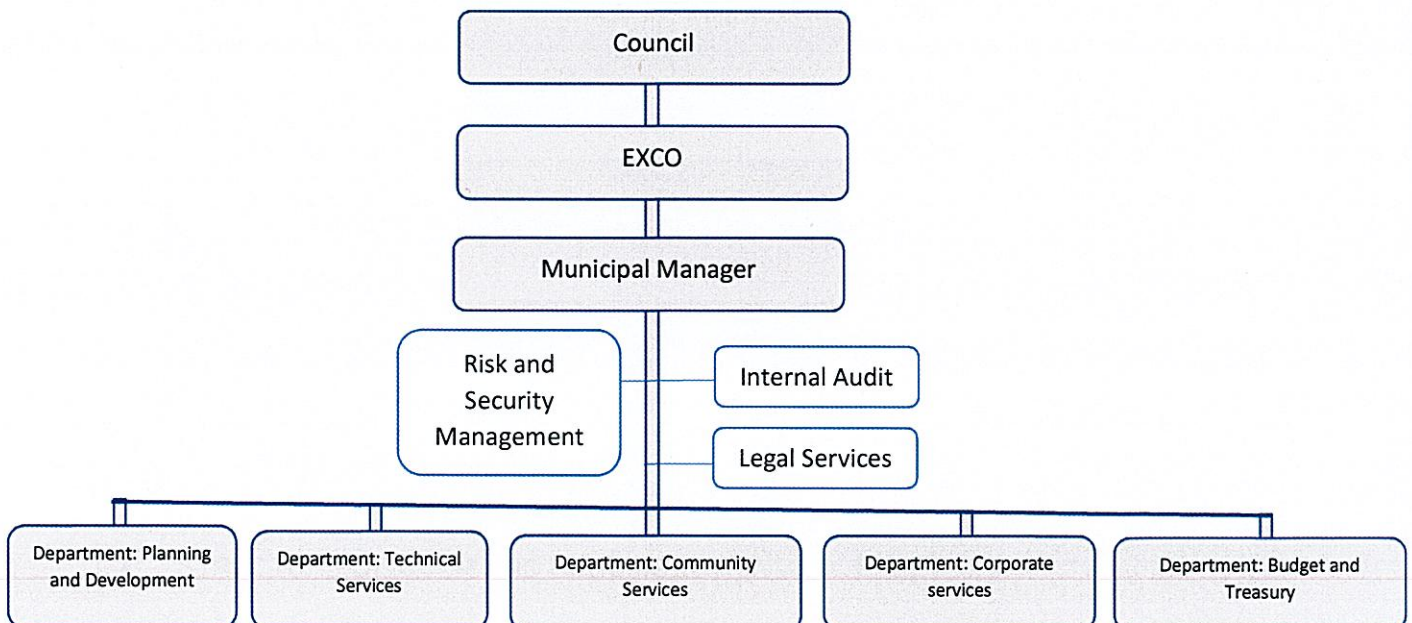 Council
EXCO
Municipal Manager
Risk and
Security
Management
Internal Audit
Legal Services
Department: Planning
and Development
Department: Technical
Services
Department: Community
Services
Department: Corporate
services
Department: Budget and
Treasury